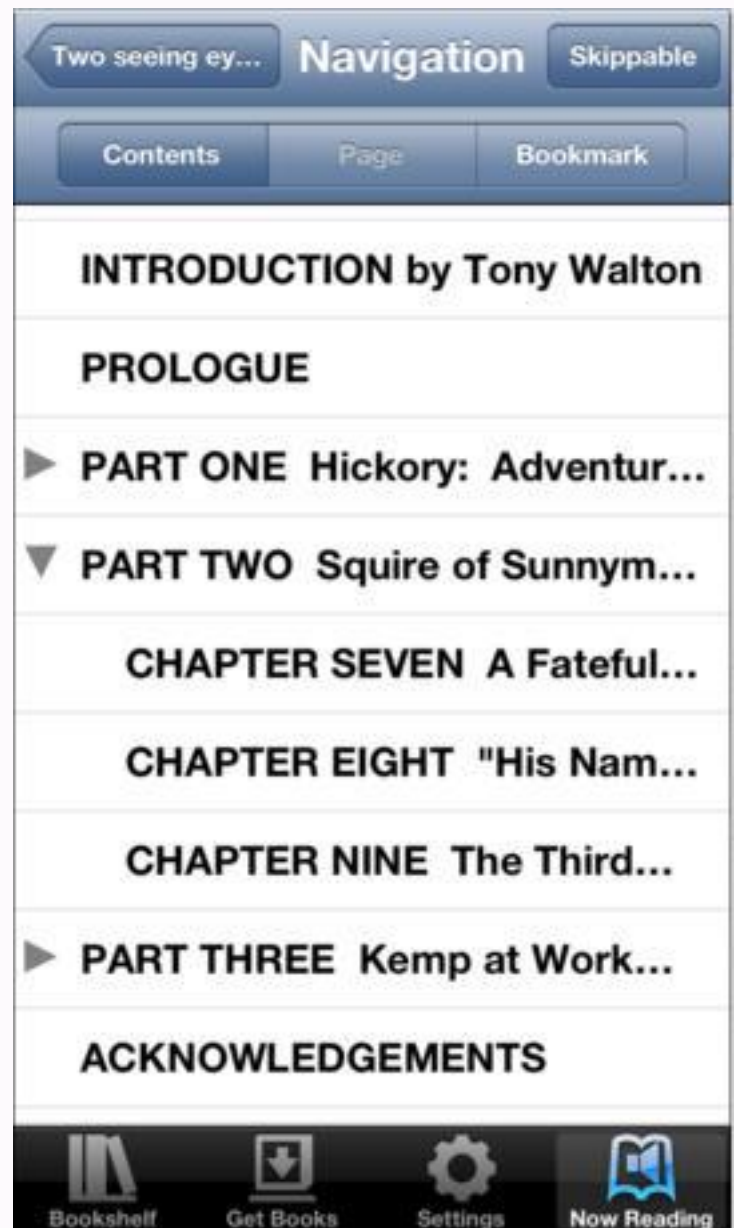 Two seeing ey... Navigation Skippable
Contents Page Bookmark
INTRODUCTION by Tony Walton
PROLOGUE
PART ONE  Hickory:  Adventur...
PART TWO  Squire of Sunnym...
CHAPTER SEVEN  A Fateful...
CHAPTER EIGHT  "His Nam...
CHAPTER NINE  The Third...
PART THREE  Kemp at Work...
ACKNOWLEDGEMENTS
Bookshelf Get Books Settings Now Reading